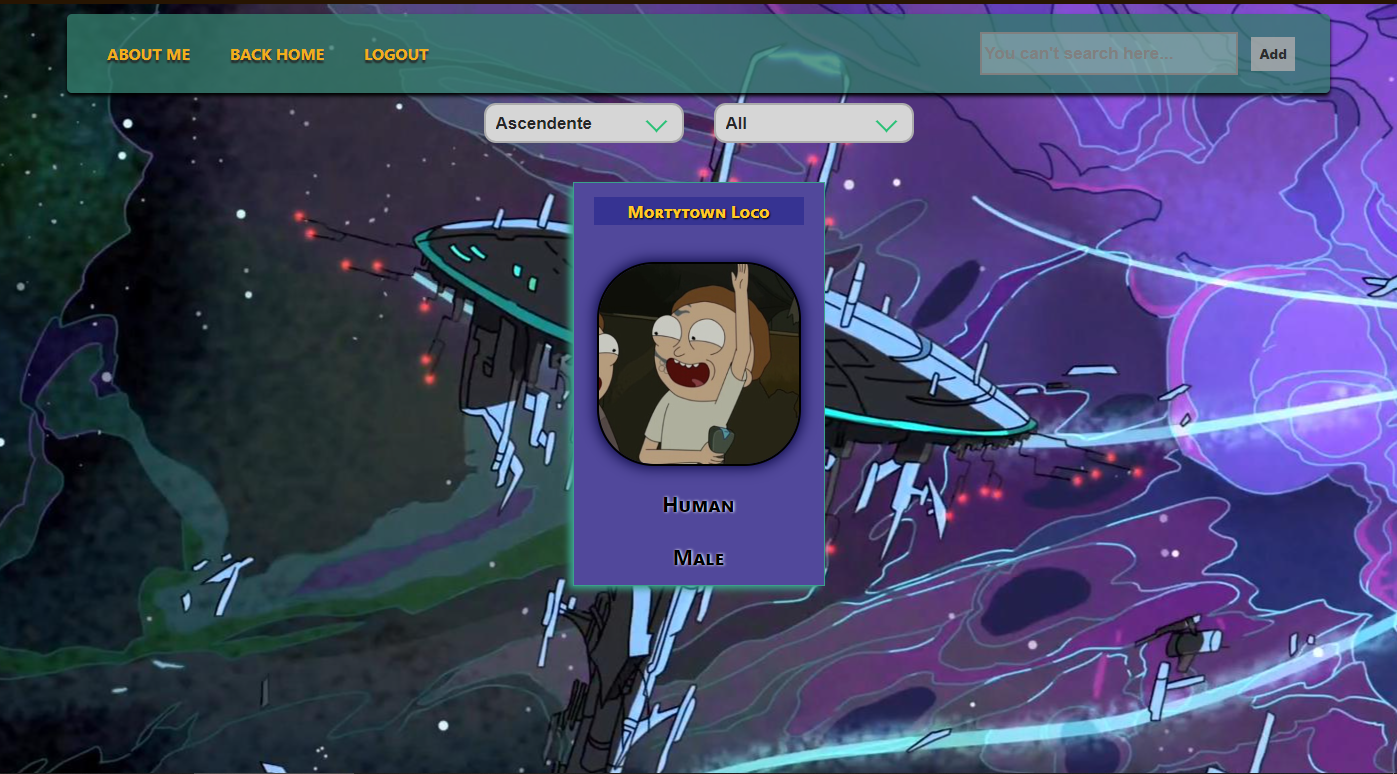 ABOUT ME
BACK HOME
LOGOUT
You can't search here...
Add
Ascendente
All
Mortytown Loco
Human
Male